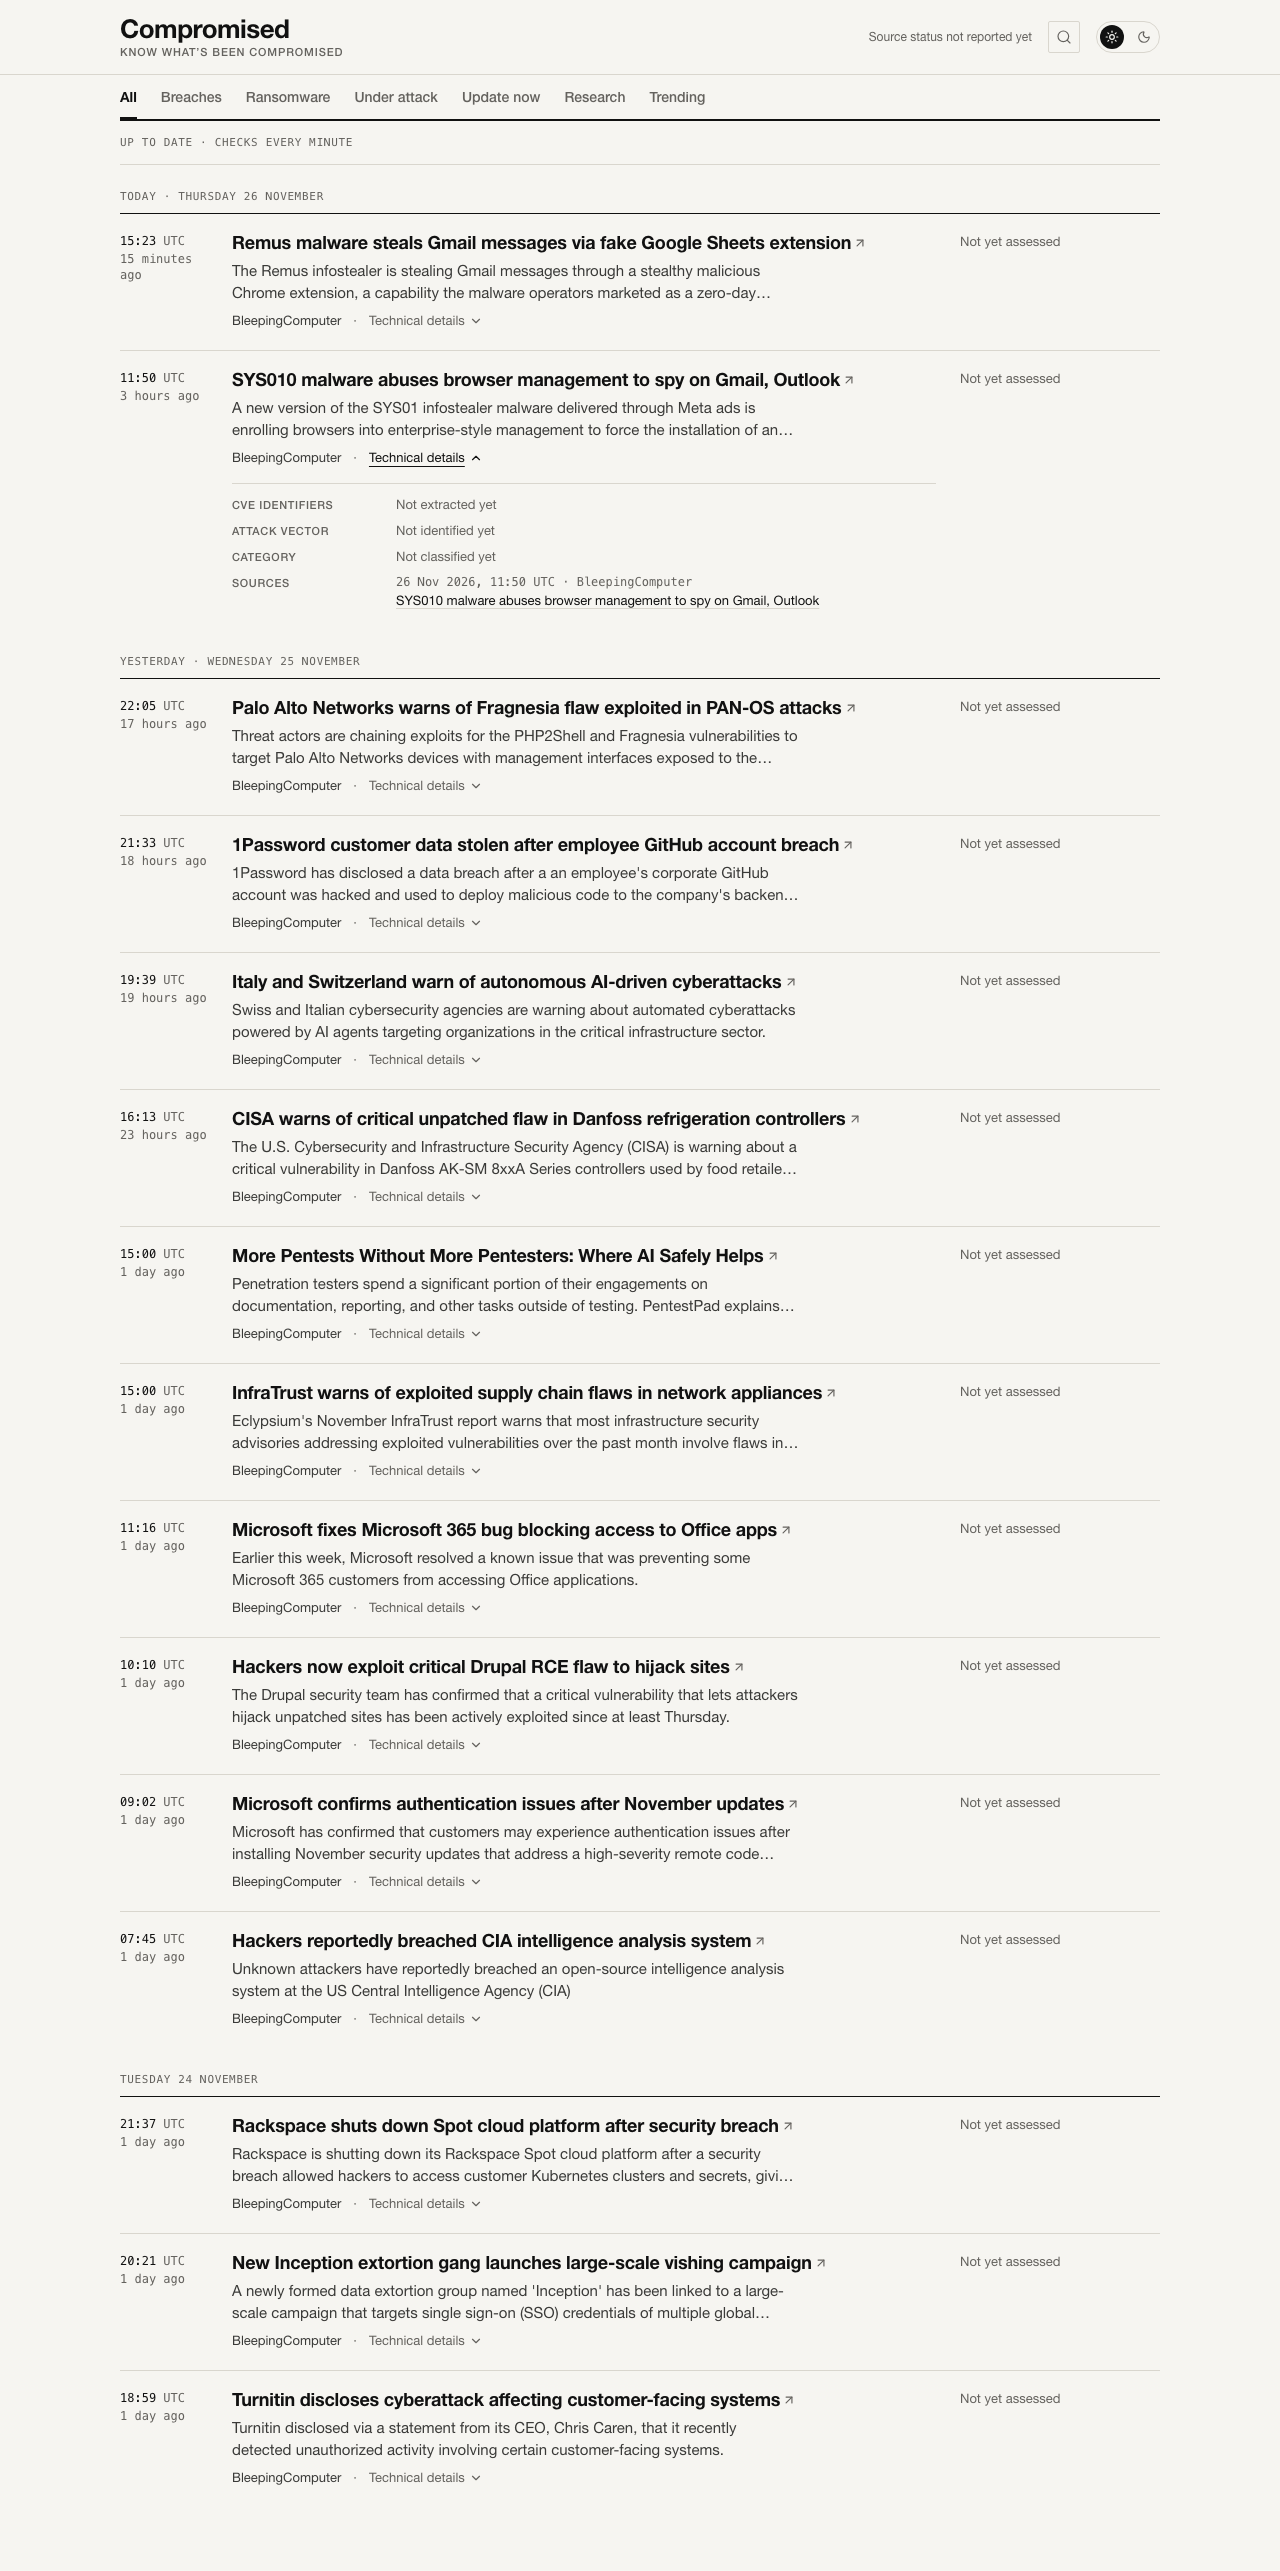 Compromised
KNOW WHAT'S BEEN COMPROMISED
Source status not reported yet
All
Breaches
Ransomware
Under attack
Update now
Research
Trending
UP TO DATE · CHECKS EVERY MINUTE
TODAY · THURSDAY 26 NOVEMBER
15:23 UTC
15 minutes
ago
Remus malware steals Gmail messages via fake Google Sheets extension
The Remus infostealer is stealing Gmail messages through a stealthy malicious
Chrome extension, a capability the malware operators marketed as a zero-day…
BleepingComputer · Technical details
Not yet assessed
11:50 UTC
3 hours ago
SYS010 malware abuses browser management to spy on Gmail, Outlook
A new version of the SYS01 infostealer malware delivered through Meta ads is
enrolling browsers into enterprise-style management to force the installation of an…
BleepingComputer · Technical details
Not yet assessed
CVE IDENTIFIERS Not extracted yet
ATTACK VECTOR Not identified yet
CATEGORY Not classified yet
SOURCES 26 Nov 2026, 11:50 UTC · BleepingComputer
SYS010 malware abuses browser management to spy on Gmail, Outlook
YESTERDAY · WEDNESDAY 25 NOVEMBER
22:05 UTC
17 hours ago
Palo Alto Networks warns of Fragnesia flaw exploited in PAN-OS attacks
Threat actors are chaining exploits for the PHP2Shell and Fragnesia vulnerabilities to
target Palo Alto Networks devices with management interfaces exposed to the…
BleepingComputer · Technical details
Not yet assessed
21:33 UTC
18 hours ago
1Password customer data stolen after employee GitHub account breach
1Password has disclosed a data breach after a an employee's corporate GitHub
account was hacked and used to deploy malicious code to the company's backen…
BleepingComputer · Technical details
Not yet assessed
19:39 UTC
19 hours ago
Italy and Switzerland warn of autonomous AI-driven cyberattacks
Swiss and Italian cybersecurity agencies are warning about automated cyberattacks
powered by AI agents targeting organizations in the critical infrastructure sector.
BleepingComputer · Technical details
Not yet assessed
16:13 UTC
23 hours ago
CISA warns of critical unpatched flaw in Danfoss refrigeration controllers
The U.S. Cybersecurity and Infrastructure Security Agency (CISA) is warning about a
critical vulnerability in Danfoss AK-SM 8xxA Series controllers used by food retaile…
BleepingComputer · Technical details
Not yet assessed
15:00 UTC
1 day ago
More Pentests Without More Pentesters: Where AI Safely Helps
Penetration testers spend a significant portion of their engagements on
documentation, reporting, and other tasks outside of testing. PentestPad explains…
BleepingComputer · Technical details
Not yet assessed
15:00 UTC
1 day ago
InfraTrust warns of exploited supply chain flaws in network appliances
Eclypsium's November InfraTrust report warns that most infrastructure security
advisories addressing exploited vulnerabilities over the past month involve flaws in…
BleepingComputer · Technical details
Not yet assessed
11:16 UTC
1 day ago
Microsoft fixes Microsoft 365 bug blocking access to Office apps
Earlier this week, Microsoft resolved a known issue that was preventing some
Microsoft 365 customers from accessing Office applications.
BleepingComputer · Technical details
Not yet assessed
10:10 UTC
1 day ago
Hackers now exploit critical Drupal RCE flaw to hijack sites
The Drupal security team has confirmed that a critical vulnerability that lets attackers
hijack unpatched sites has been actively exploited since at least Thursday.
BleepingComputer · Technical details
Not yet assessed
09:02 UTC
1 day ago
Microsoft confirms authentication issues after November updates
Microsoft has confirmed that customers may experience authentication issues after
installing November security updates that address a high-severity remote code…
BleepingComputer · Technical details
Not yet assessed
07:45 UTC
1 day ago
Hackers reportedly breached CIA intelligence analysis system
Unknown attackers have reportedly breached an open-source intelligence analysis
system at the US Central Intelligence Agency (CIA)
BleepingComputer · Technical details
Not yet assessed
TUESDAY 24 NOVEMBER
21:37 UTC
1 day ago
Rackspace shuts down Spot cloud platform after security breach
Rackspace is shutting down its Rackspace Spot cloud platform after a security
breach allowed hackers to access customer Kubernetes clusters and secrets, givi…
BleepingComputer · Technical details
Not yet assessed
20:21 UTC
1 day ago
New Inception extortion gang launches large-scale vishing campaign
A newly formed data extortion group named 'Inception' has been linked to a large-
scale campaign that targets single sign-on (SSO) credentials of multiple global…
BleepingComputer · Technical details
Not yet assessed
18:59 UTC
1 day ago
Turnitin discloses cyberattack affecting customer-facing systems
Turnitin disclosed via a statement from its CEO, Chris Caren, that it recently
detected unauthorized activity involving certain customer-facing systems.
BleepingComputer · Technical details
Not yet assessed